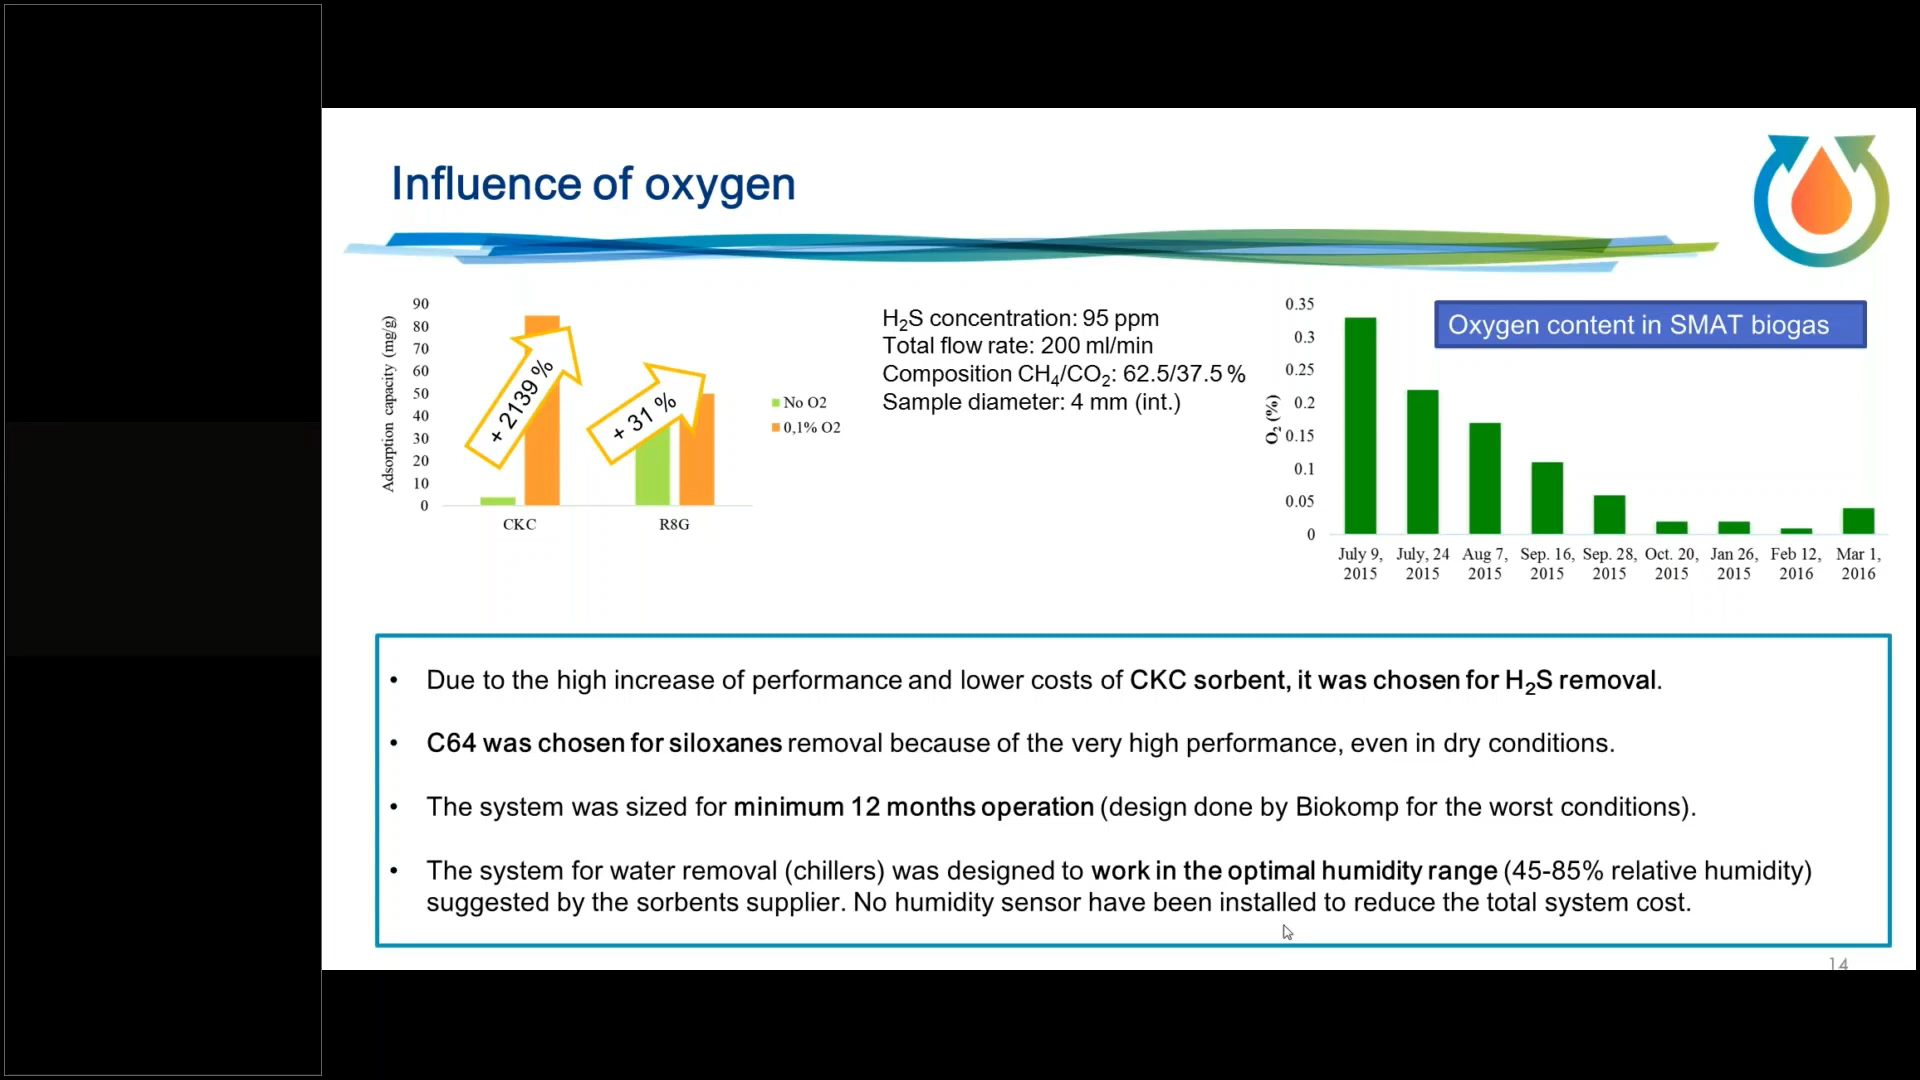 Influence of oxygen
90
80
70
60
50
40
30
20
10
0
Adsorption capacity (mg/g)
+ 2139 %
+ 31 %
CKC
R8G
No O2
0,1% O2
H₂S concentration: 95 ppm
Total flow rate: 200 ml/min
Composition CH₄/CO₂: 62.5/37.5 %
Sample diameter: 4 mm (int.)
Oxygen content in SMAT biogas
0.35
0.3
0.25
0.2
0.15
0.1
0.05
0
O₂ (%)
July 9, 2015
July, 24 2015
Aug 7, 2015
Sep. 16, 2015
Sep. 28, 2015
Oct. 20, 2015
Jan 26, 2015
Feb 12, 2016
Mar 1, 2016
• Due to the high increase of performance and lower costs of CKC sorbent, it was chosen for H₂S removal.
• C64 was chosen for siloxanes removal because of the very high performance, even in dry conditions.
• The system was sized for minimum 12 months operation (design done by Biokomp for the worst conditions).
• The system for water removal (chillers) was designed to work in the optimal humidity range (45-85% relative humidity)
suggested by the sorbents supplier. No humidity sensor have been installed to reduce the total system cost.
14